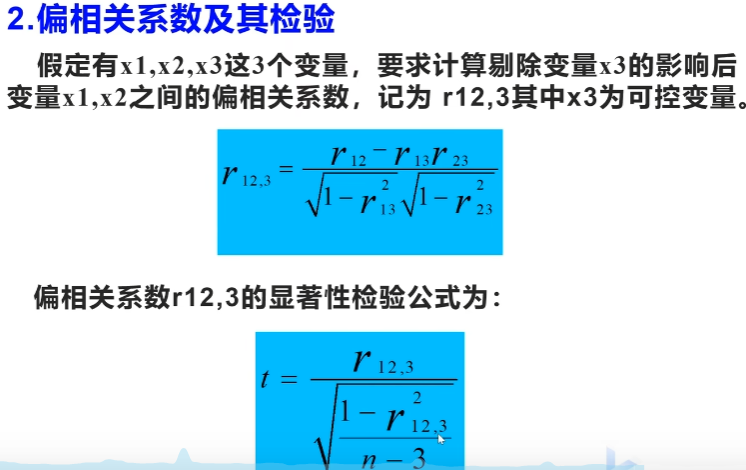 2.偏相关系数及其检验
假定有x1,x2,x3这3个变量，要求计算剔除变量x3的影响后
变量x1,x2之间的偏相关系数，记为 r12,3其中x3为可控变量。
r 12,3 = \frac{r_{12} - r_{13} r_{23}}{\sqrt{1 - r_{13}^2} \sqrt{1 - r_{23}^2}}
偏相关系数r12,3的显著性检验公式为：
t = \frac{r_{12,3}}{\sqrt{\frac{1 - r_{12,3}^2}{n - 3}}}